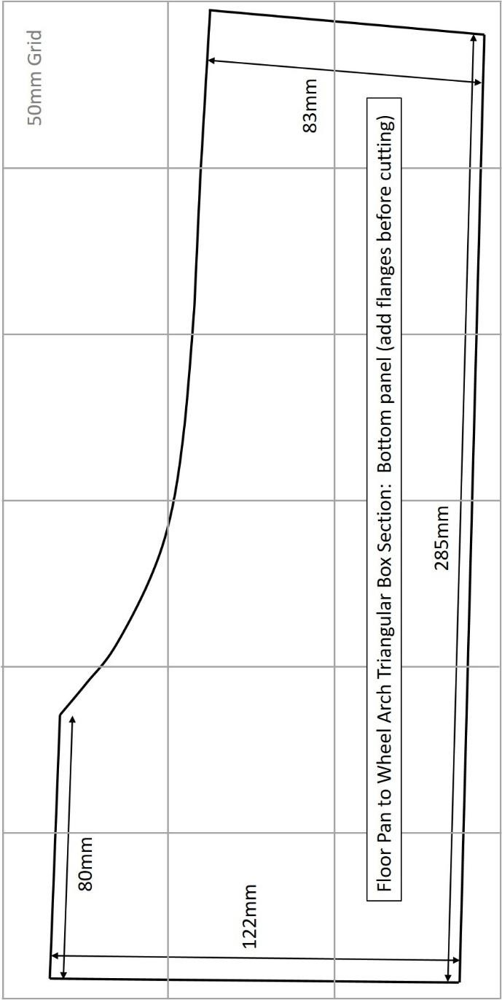 50mm Grid
83mm
Floor Pan to Wheel Arch Triangular Box Section:  Bottom panel (add flanges before cutting)
285mm
80mm
122mm